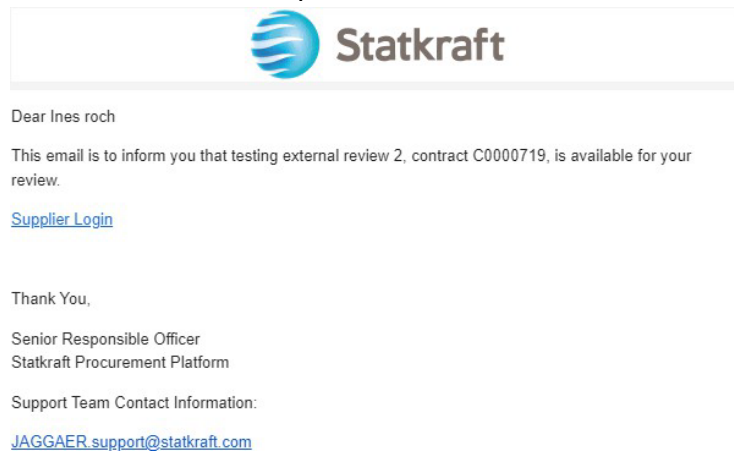 Statkraft
Dear Ines roch
This email is to inform you that testing external review 2, contract C0000719, is available for your
review.
Supplier Login
Thank You,
Senior Responsible Officer
Statkraft Procurement Platform
Support Team Contact Information:
JAGGAER.support@statkraft.com